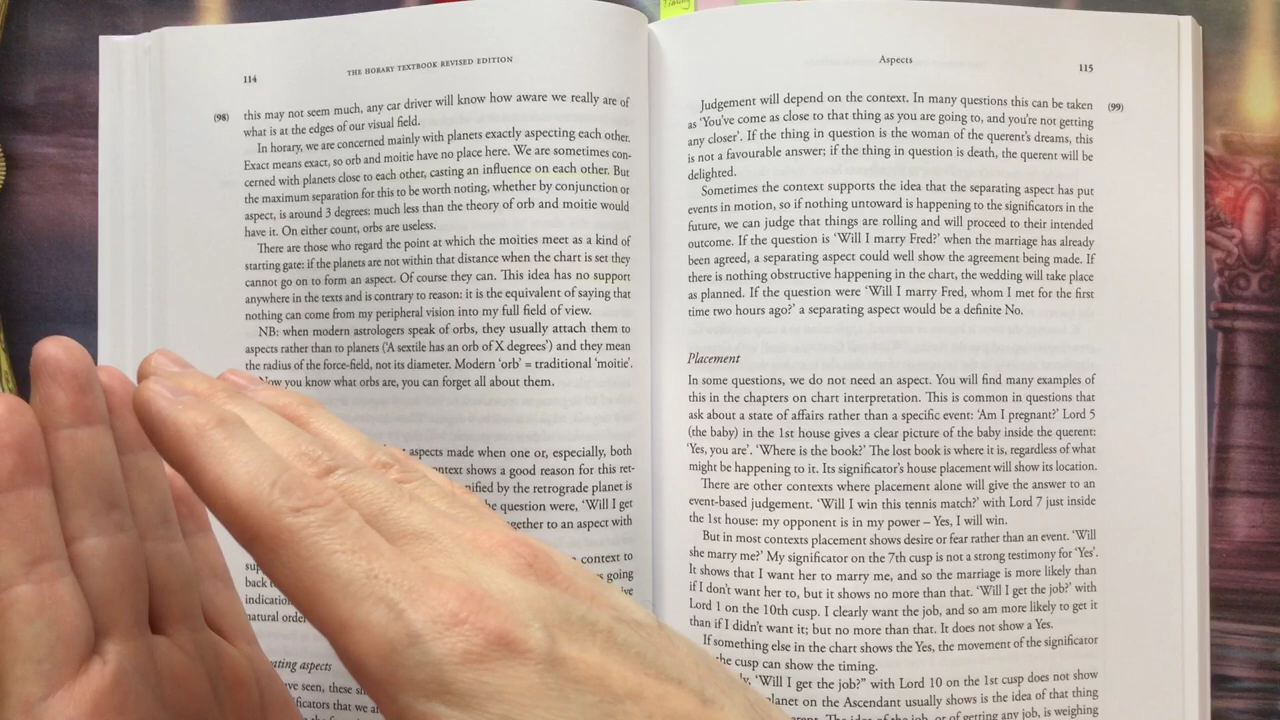 Timing
114
THE HORARY TEXTBOOK REVISED EDITION
(98)
this may not seem much, any car driver will know how aware we really are of
what is at the edges of our visual field.
In horary, we are concerned mainly with planets exactly aspecting each other.
Exact means exact, so orb and moitie have no place here. We are sometimes con-
cerned with planets close to each other, casting an influence on each other. But
the maximum separation for this to be worth noting, whether by conjunction or
aspect, is around 3 degrees: much less than the theory of orb and moitie would
have it. On either count, orbs are useless.
There are those who regard the point at which the moities meet as a kind of
starting gate: if the planets are not within that distance when the chart is set they
cannot go on to form an aspect. Of course they can. This idea has no support
anywhere in the texts and is contrary to reason: it is the equivalent of saying that
nothing can come from my peripheral vision into my full field of view.
NB: when modern astrologers speak of orbs, they usually attach them to
aspects rather than to planets ('A sextile has an orb of X degrees') and they mean
the radius of the force-field, not its diameter. Modern 'orb' = traditional 'moitie'.
Now you know what orbs are, you can forget all about them.
aspects made when one or, especially, both
ntext shows a good reason for this ret-
nified by the retrograde planet is
question were, 'Will I get
gether to an aspect with
context to
sup
back
going
indication
natural order
ating aspects
ve seen, these
ficators that we
Aspects
115
Judgement will depend on the context. In many questions this can be taken
(99)
as 'You've come as close to that thing as you are going to, and you're not getting
any closer'. If the thing in question is the woman of the querent's dreams, this
is not a favourable answer; if the thing in question is death, the querent will be
delighted.
Sometimes the context supports the idea that the separating aspect has put
events in motion, so if nothing untoward is happening to the significators in the
future, we can judge that things are rolling and will proceed to their intended
outcome. If the question is 'Will I marry Fred?' when the marriage has already
been agreed, a separating aspect could well show the agreement being made. If
there is nothing obstructive happening in the chart, the wedding will take place
as planned. If the question were 'Will I marry Fred, whom I met for the first
time two hours ago?' a separating aspect would be a definite No.
Placement
In some questions, we do not need an aspect. You will find many examples of
this in the chapters on chart interpretation. This is common in questions that
ask about a state of affairs rather than a specific event: 'Am I pregnant?' Lord 5
(the baby) in the 1st house gives a clear picture of the baby inside the querent:
'Yes, you are'. 'Where is the book?' The lost book is where it is, regardless of what
might be happening to it. Its significator's house placement will show its location.
There are other contexts where placement alone will give the answer to an
event-based judgement. 'Will I win this tennis match?' with Lord 7 just inside
the 1st house: my opponent is in my power – Yes, I will win.
But in most contexts placement shows desire or fear rather than an event. 'Will
she marry me?' My significator on the 7th cusp is not a strong testimony for 'Yes'.
It shows that I want her to marry me, and so the marriage is more likely than
if I don't want her to, but it shows no more than that. 'Will I get the job?' with
Lord 1 on the 10th cusp. I clearly want the job, and so am more likely to get it
than if I didn't want it; but no more than that. It does not show a Yes.
If something else in the chart shows the Yes, the movement of the significator
the cusp can show the timing.
'Will I get the job?" with Lord 10 on the 1st cusp does not show
planet on the Ascendant usually shows is the idea of that thing
The idea of the job, or of getting any job, is weighing